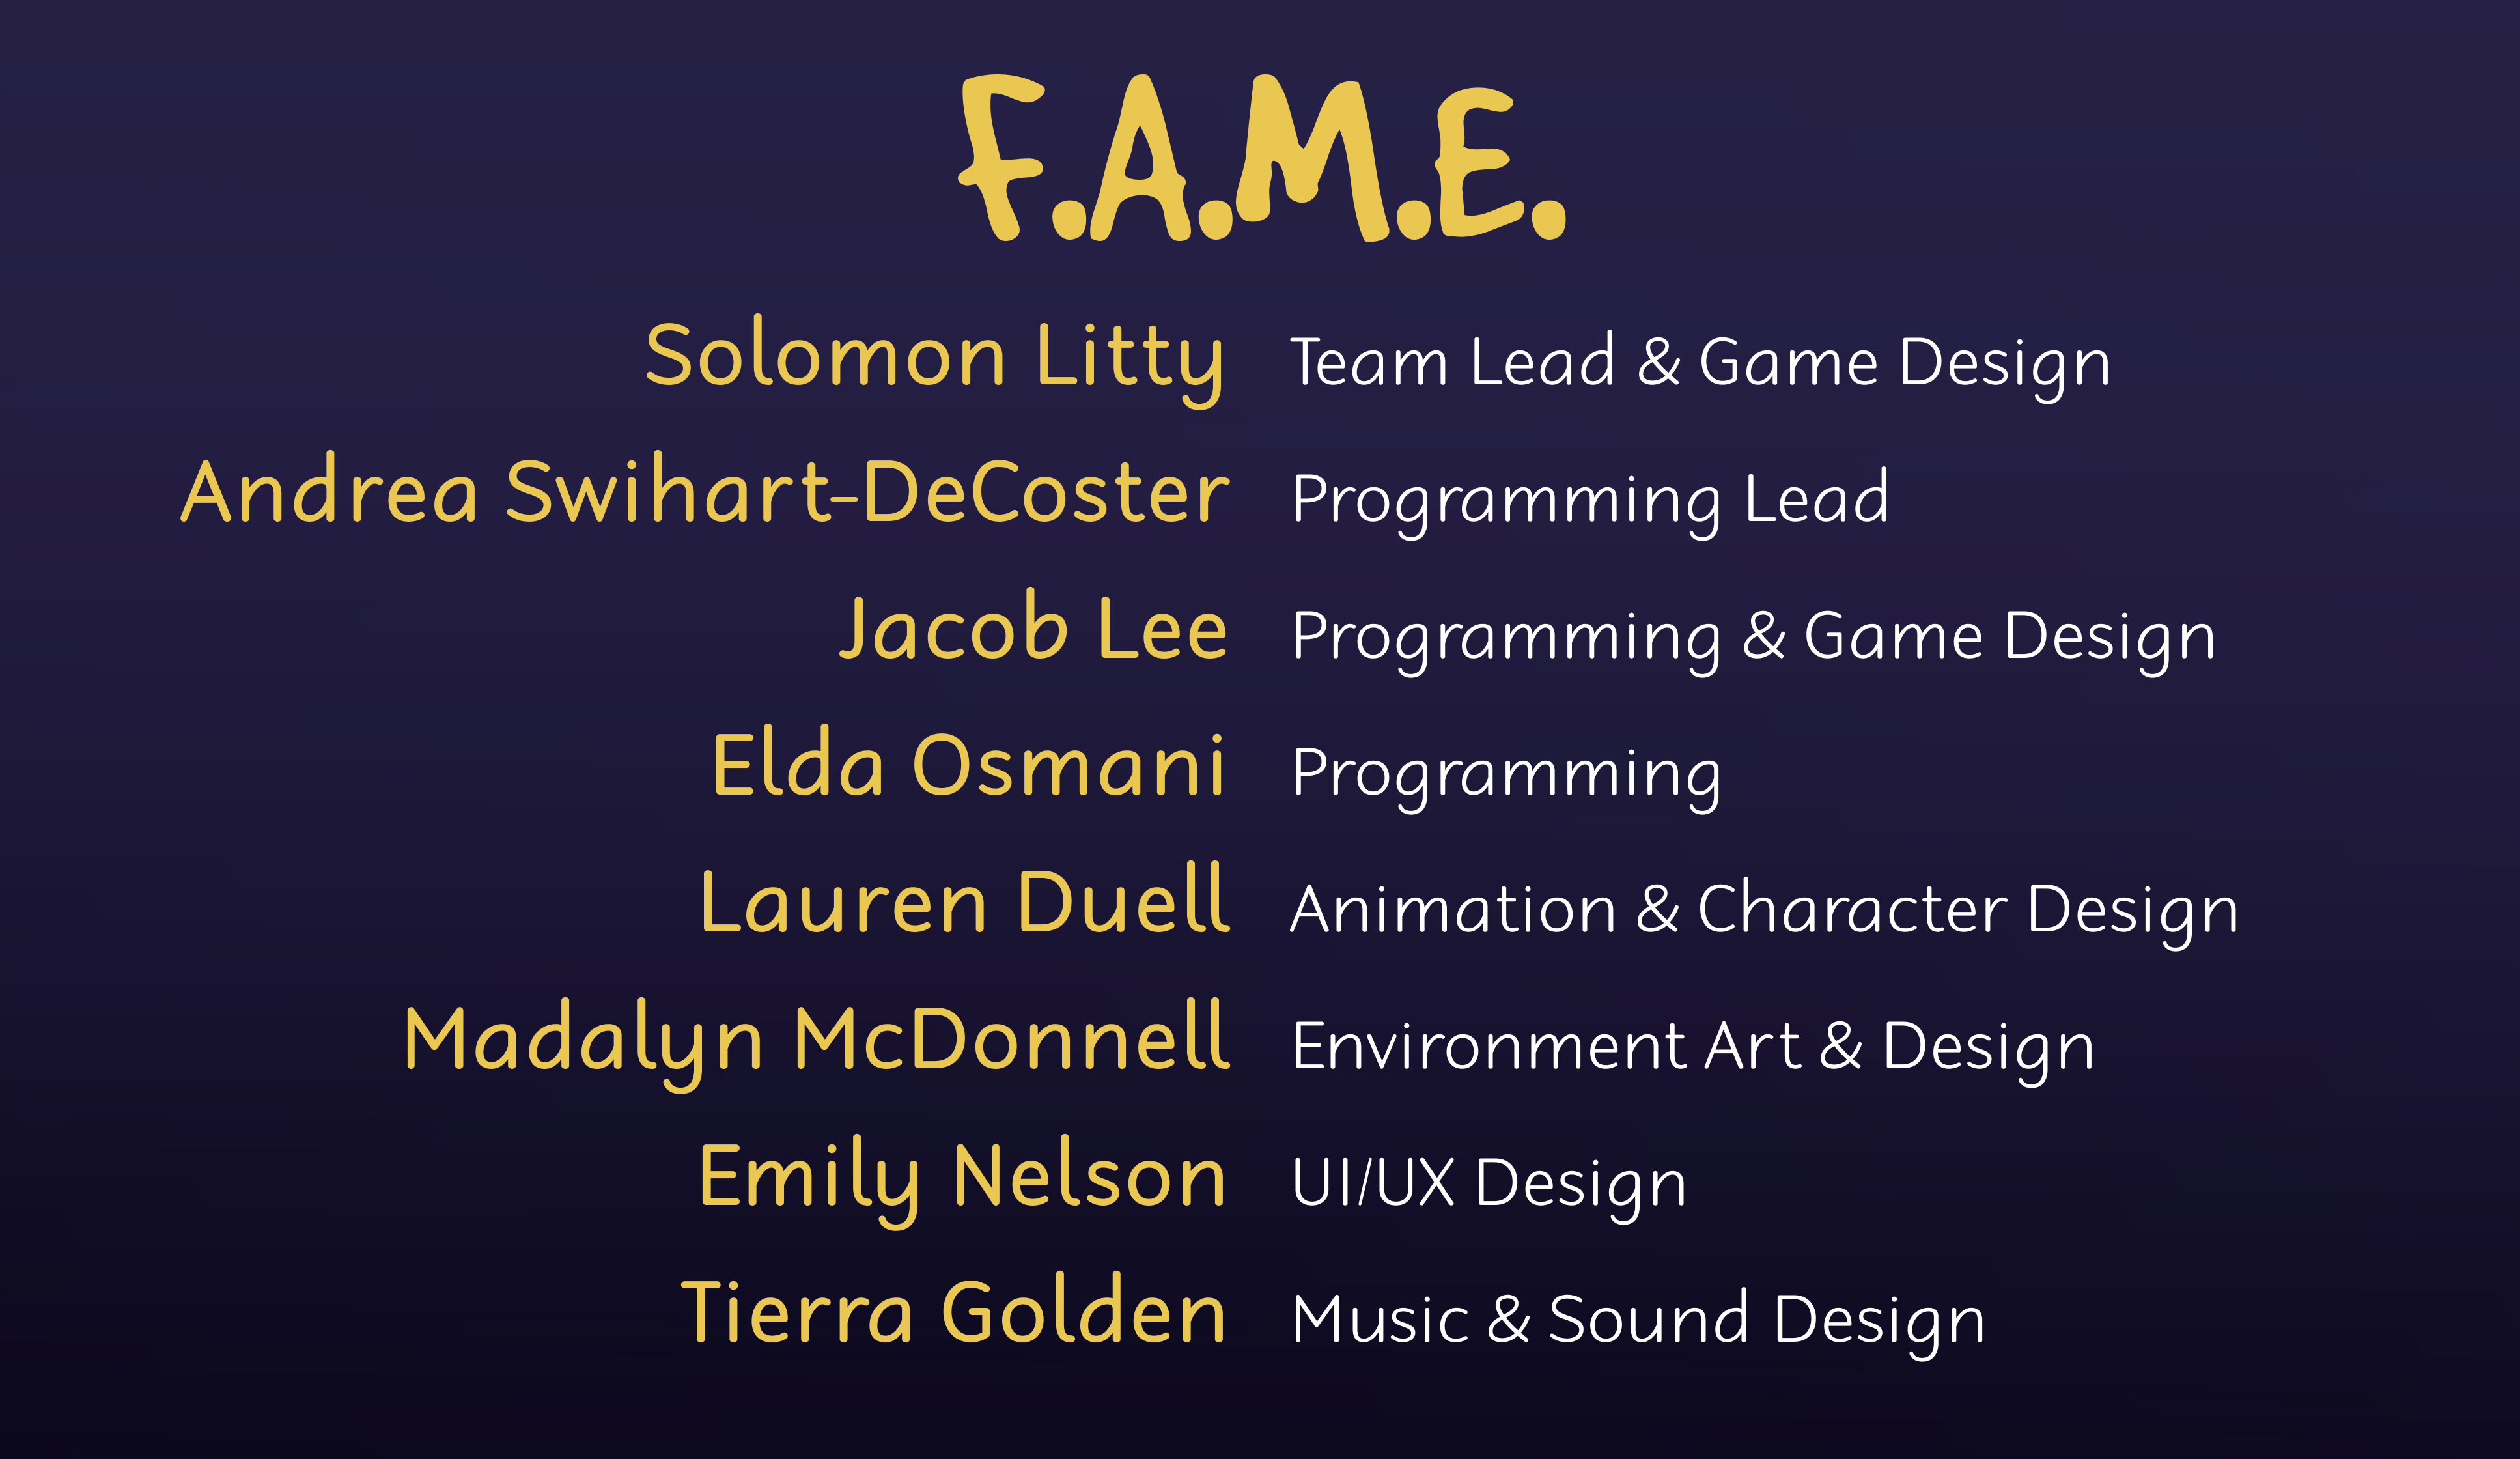 F.A.M.E.
Solomon Litty Team Lead & Game Design
Andrea Swihart-DeCoster Programming Lead
Jacob Lee Programming & Game Design
Elda Osmani Programming
Lauren Duell Animation & Character Design
Madalyn McDonnell Environment Art & Design
Emily Nelson UI/UX Design
Tierra Golden Music & Sound Design